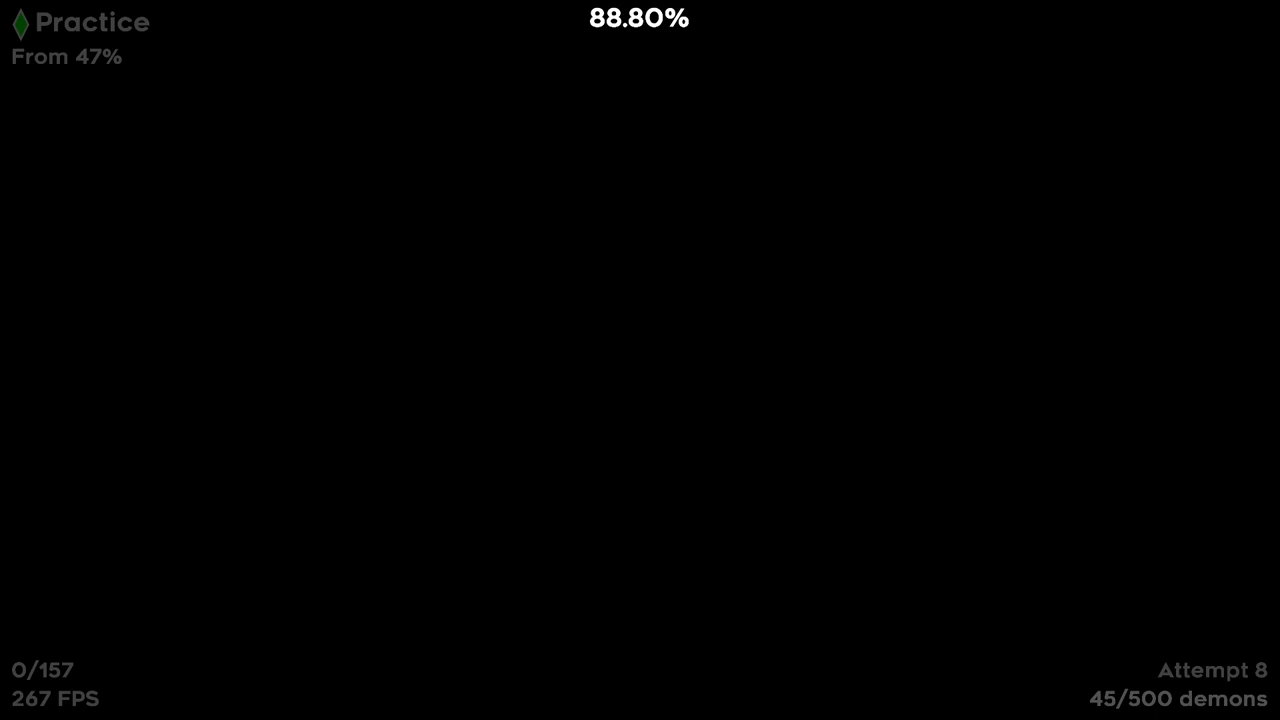 Practice
88.80%
From 47%
0/157
Attempt 8
267 FPS
45/500 demons